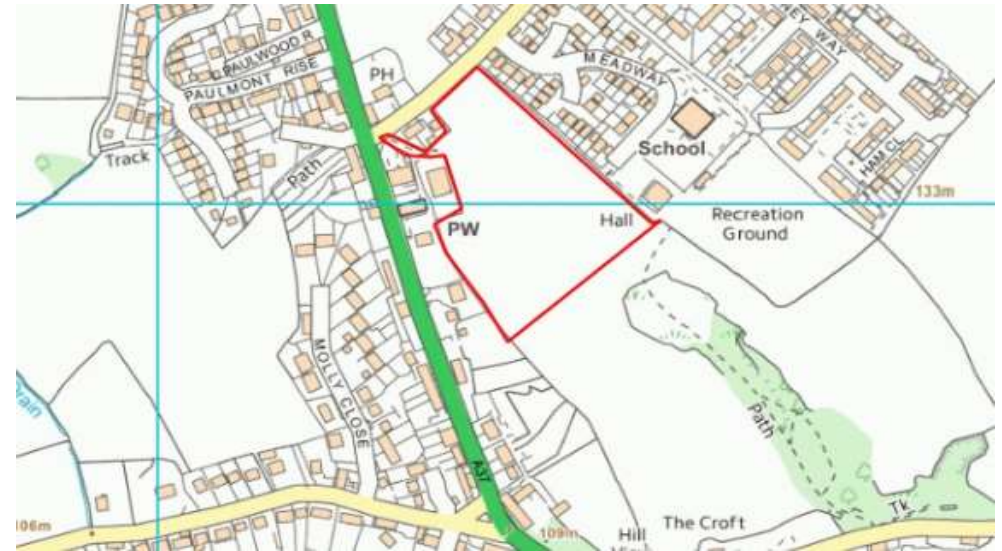 PAULWOOD R
PAULMONT RISE
PH
MEADWAY
WAY
Track
Path
School
HAM CL
133m
PW
Hall
Recreation
Ground
MOLLY CLOSE
Drain
Path
A37
106m
109m
Hill
The Croft
Tk